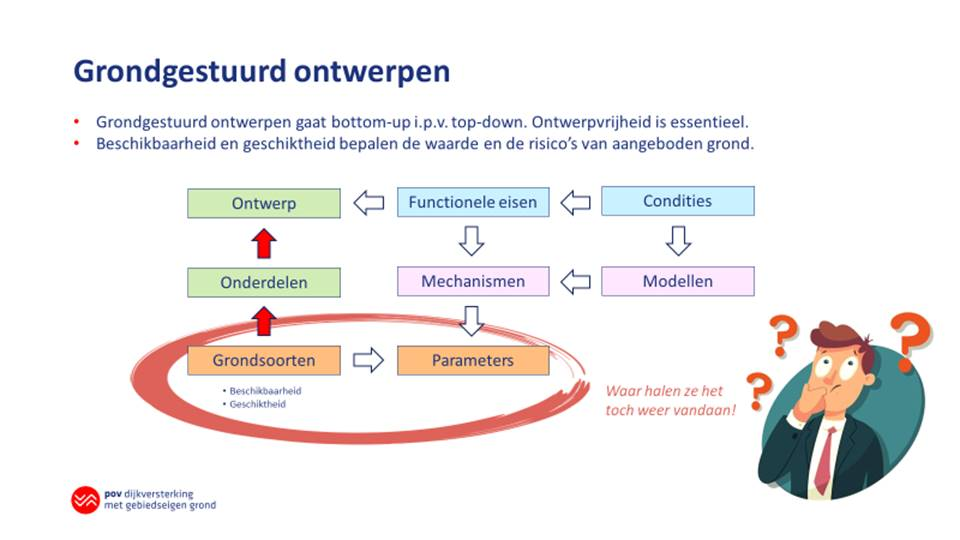 Grondgestuurd ontwerpen
• Grondgestuurd ontwerpen gaat bottom-up i.p.v. top-down. Ontwerpvrijheid is essentieel.
• Beschikbaarheid en geschiktheid bepalen de waarde en de risico's van aangeboden grond.
Ontwerp
Functionele eisen
Condities
Onderdelen
Mechanismen
Modellen
Grondsoorten
Parameters
• Beschikbaarheid
• Geschiktheid
Waar halen ze het
toch weer vandaan!
? ? ?
pov dijkversterking
met gebiedseigen grond